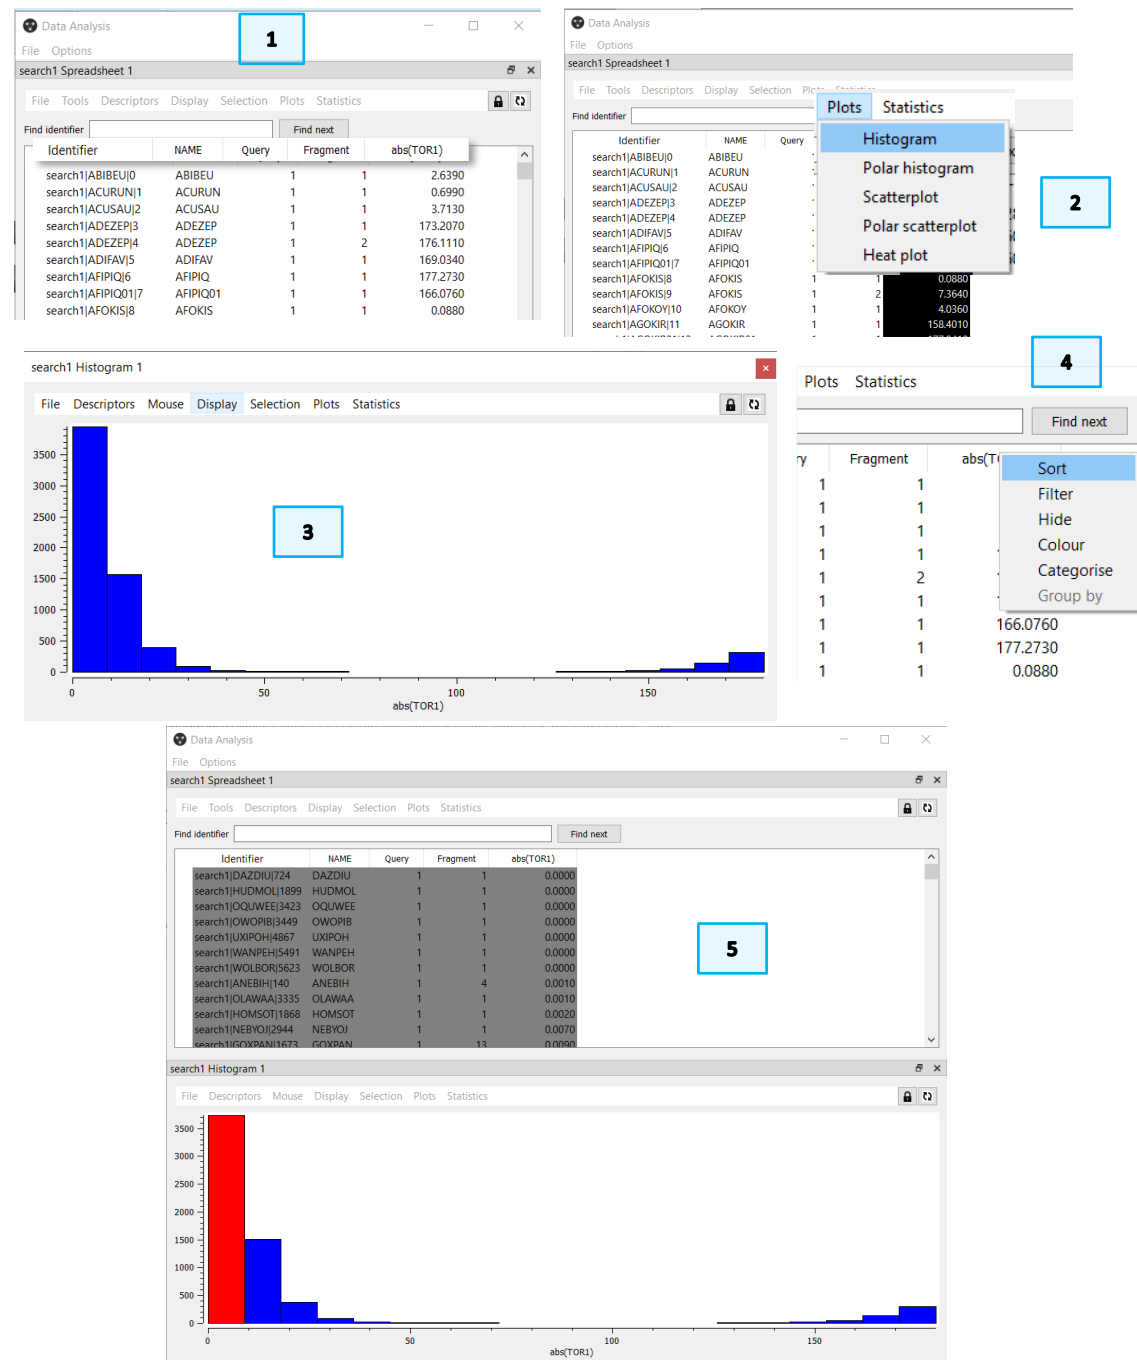 Data Analysis
1
File Options
search1 Spreadsheet 1
File Tools Descriptors Display Selection Plots Statistics
Find identifier Find next
Identifier NAME Query Fragment abs(TOR1)
search1|ABIBEU|0 ABIBEU 1 1 2.6390
search1|ACURUN|1 ACURUN 1 1 0.6990
search1|ACUSAU|2 ACUSAU 1 1 3.7130
search1|ADEZEP|3 ADEZEP 1 1 173.2070
search1|ADEZEP|4 ADEZEP 1 2 176.1110
search1|ADIFAV|5 ADIFAV 1 1 169.0340
search1|AFIPIQ|6 AFIPIQ 1 1 177.2730
search1|AFIPIQ01|7 AFIPIQ01 1 1 166.0760
search1|AFOKIS|8 AFOKIS 1 1 0.0880
Data Analysis
File Options
search1 Spreadsheet 1
File Tools Descriptors Display Selection
Find identifier
Plots Statistics
Histogram
Polar histogram
Scatterplot
Polar scatterplot
Heat plot
2
Identifier NAME Query
search1|ABIBEU|0 ABIBEU
search1|ACURUN|1 ACURUN
search1|ACUSAU|2 ACUSAU
search1|ADEZEP|3 ADEZEP
search1|ADEZEP|4 ADEZEP
search1|ADIFAV|5 ADIFAV
search1|AFIPIQ|6 AFIPIQ
search1|AFIPIQ01|7 AFIPIQ01
search1|AFOKIS|8 AFOKIS 1 1 0.0880
search1|AFOKIS|9 AFOKIS 1 2 7.3640
search1|AFOKOY|10 AFOKOY 1 1 4.0360
search1|AGOKIR|11 AGOKIR 1 1 158.4010
search1 Histogram 1
File Descriptors Mouse Display Selection Plots Statistics
3500
3000
2500
2000
1500
1000
500
0
3
0 50 100 150
abs(TOR1)
4
Plots Statistics
Find next
Fragment
1 1
1 1
1 1
1 1
1 2
1 1
1 1 166.0760
1 1 177.2730
1 1 0.0880
Sort
Filter
Hide
Colour
Categorise
Group by
Data Analysis
File Options
search1 Spreadsheet 1
File Tools Descriptors Display Selection Plots Statistics
Find identifier Find next
Identifier NAME Query Fragment abs(TOR1)
search1|DAZDIU|724 DAZDIU 1 1 0.0000
search1|HUDMOL|1899 HUDMOL 1 1 0.0000
search1|OQUWEE|3423 OQUWEE 1 1 0.0000
search1|OWOPIB|3449 OWOPIB 1 1 0.0000
search1|UXIPOH|4867 UXIPOH 1 1 0.0000
search1|WANPEH|5491 WANPEH 1 1 0.0000
search1|WOLBOR|5623 WOLBOR 1 1 0.0000
search1|ANEBIH|140 ANEBIH 1 4 0.0010
search1|OLAWAA|3335 OLAWAA 1 1 0.0010
search1|HOMSOT|1868 HOMSOT 1 1 0.0020
search1|NEBYOJ|2944 NEBYOJ 1 1 0.0070
search1|GOXPAN|1673 GOXPAN 1 13 0.0090
5
search1 Histogram 1
File Descriptors Mouse Display Selection Plots Statistics
3500
3000
2500
2000
1500
1000
500
0
0 50 100 150
abs(TOR1)